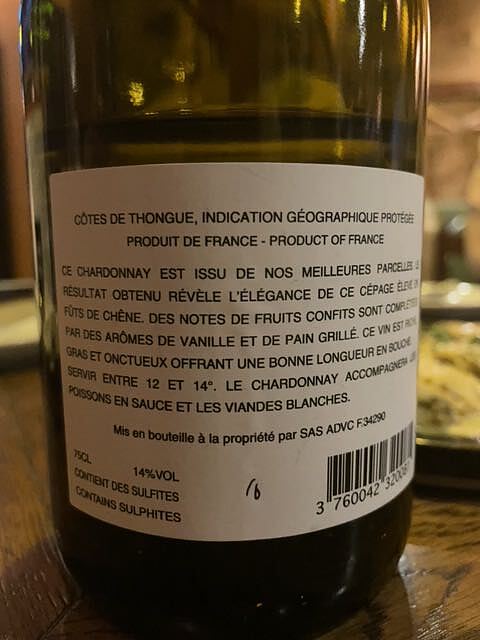 CÔTES DE THONGUE, INDICATION GÉOGRAPHIQUE PROTÉGÉE
PRODUIT DE FRANCE - PRODUCT OF FRANCE
CE CHARDONNAY EST ISSU DE NOS MEILLEURES PARCELLES. LE
RÉSULTAT OBTENU RÉVÈLE L'ÉLÉGANCE DE CE CÉPAGE ÉLEVÉ EN
FÛTS DE CHÊNE. DES NOTES DE FRUITS CONFITS SONT COMPLÉTÉES
PAR DES ARÔMES DE VANILLE ET DE PAIN GRILLÉ. CE VIN EST RICHE,
GRAS ET ONCTUEUX OFFRANT UNE BONNE LONGUEUR EN BOUCHE.
SERVIR ENTRE 12 ET 14°. LE CHARDONNAY ACCOMPAGNERA
POISSONS EN SAUCE ET LES VIANDES BLANCHES.
Mis en bouteille à la propriété par SAS ADVC F.34290
75CL 14%VOL
CONTIENT DES SULFITES
CONTAINS SULPHITES
3 760042